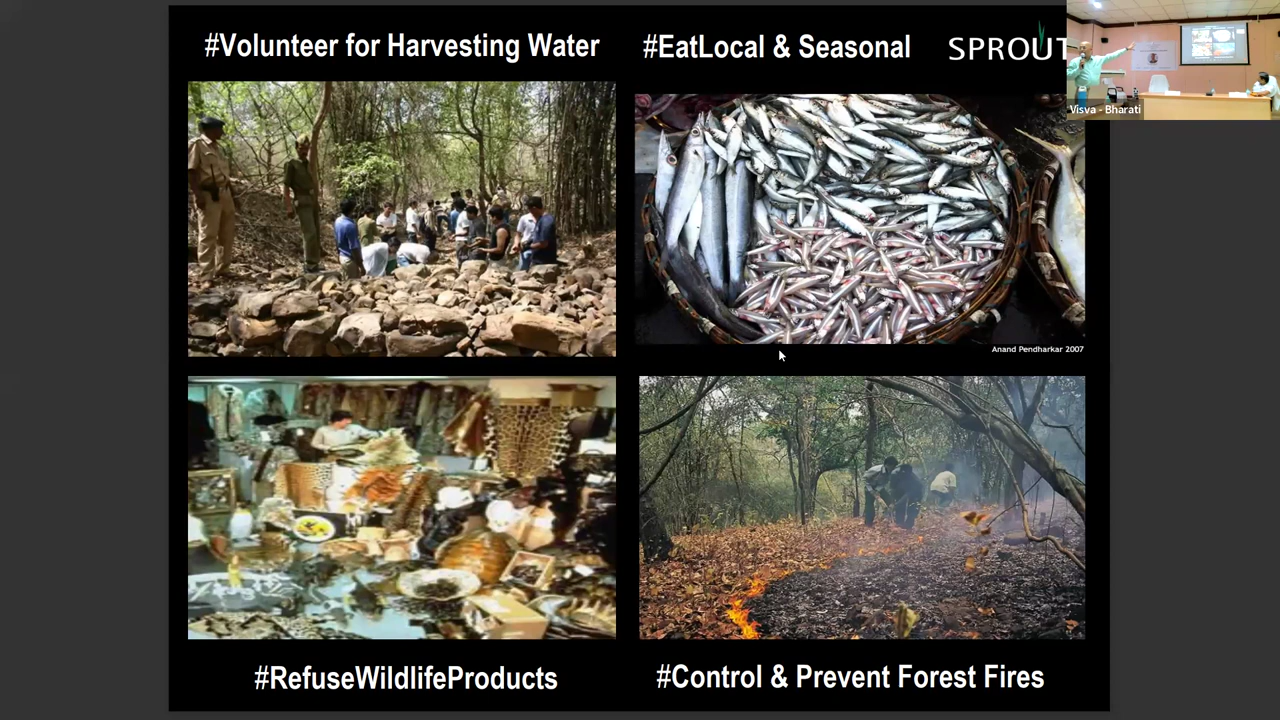 #Volunteer for Harvesting Water
#EatLocal & Seasonal
SPROUT
Visva - Bharati
Anand Pendharkar 2007
#RefuseWildlifeProducts
#Control & Prevent Forest Fires